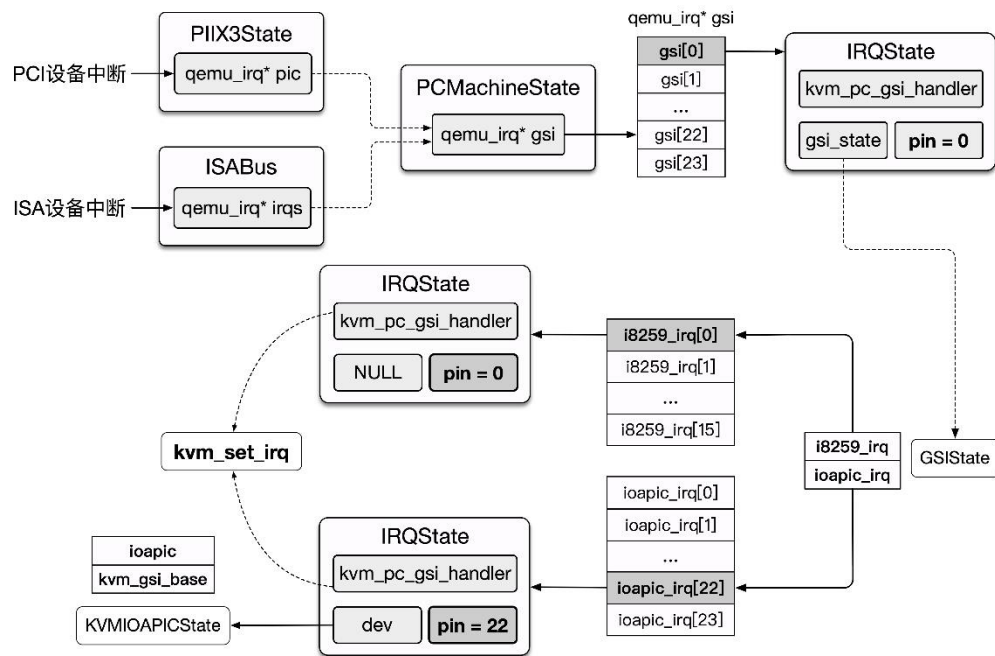 PIIX3State
PCI设备中断
qemu_irq* pic
ISABus
ISA设备中断
qemu_irq* irqs
PCMachineState
qemu_irq* gsi
qemu_irq* gsi
gsi[0]
gsi[1]
...
gsi[22]
gsi[23]
IRQState
kvm_pc_gsi_handler
gsi_state
pin = 0
IRQState
kvm_pc_gsi_handler
NULL
pin = 0
i8259_irq[0]
i8259_irq[1]
...
i8259_irq[15]
kvm_set_irq
i8259_irq
ioapic_irq
GSIState
ioapic_irq[0]
ioapic_irq[1]
...
ioapic_irq[22]
ioapic_irq[23]
IRQState
kvm_pc_gsi_handler
dev
pin = 22
ioapic
kvm_gsi_base
KVMIOAPICState